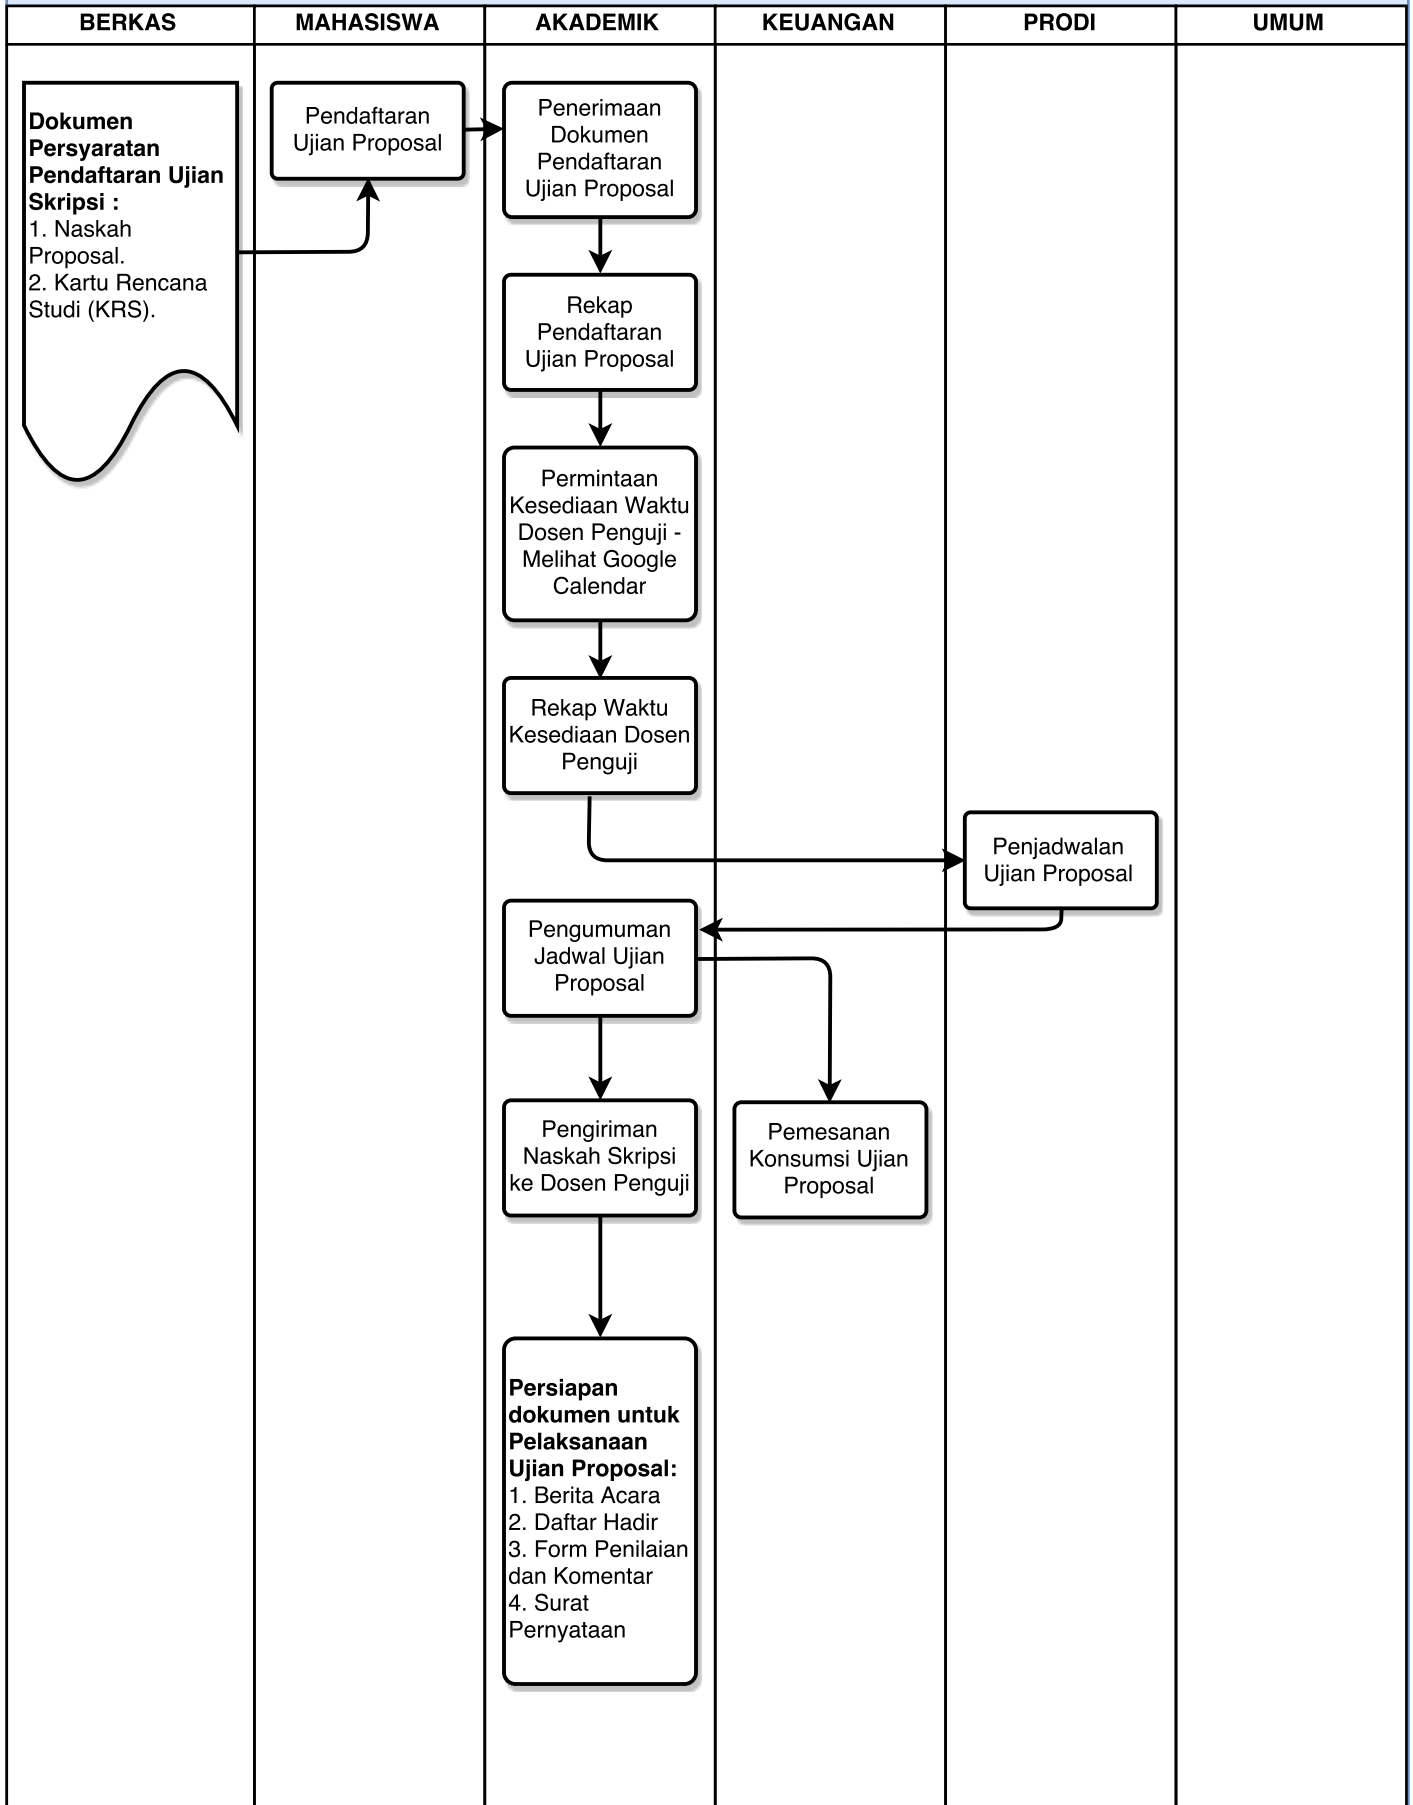 BERKAS
MAHASISWA
AKADEMIK
KEUANGAN
PRODI
UMUM
Dokumen
Persyaratan
Pendaftaran Ujian
Skripsi :
1. Naskah
Proposal.
2. Kartu Rencana
Studi (KRS).
Pendaftaran
Ujian Proposal
Penerimaan
Dokumen
Pendaftaran
Ujian Proposal
Rekap
Pendaftaran
Ujian Proposal
Permintaan
Kesediaan Waktu
Dosen Penguji -
Melihat Google
Calendar
Rekap Waktu
Kesediaan Dosen
Penguji
Penjadwalan
Ujian Proposal
Pengumuman
Jadwal Ujian
Proposal
Pengiriman
Naskah Skripsi
ke Dosen Penguji
Pemesanan
Konsumsi Ujian
Proposal
Persiapan
dokumen untuk
Pelaksanaan
Ujian Proposal:
1. Berita Acara
2. Daftar Hadir
3. Form Penilaian
dan Komentar
4. Surat
Pernyataan